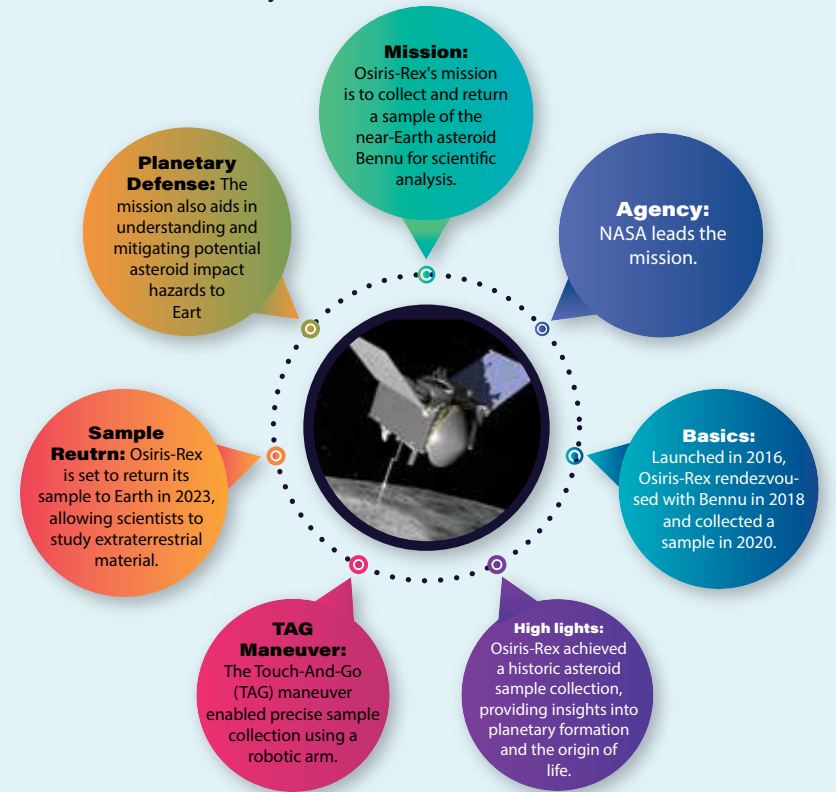 Mission:
Osiris-Rex's mission
is to collect and return
a sample of the
near-Earth asteroid
Bennu for scientific
analysis.
Agency:
NASA leads the
mission.
Basics:
Launched in 2016,
Osiris-Rex rendezvou-
sed with Bennu in 2018
and collected a
sample in 2020.
High lights:
Osiris-Rex achieved
a historic asteroid
sample collection,
providing insights into
planetary formation
and the origin of
life.
TAG
Maneuver:
The Touch-And-Go
(TAG) maneuver
enabled precise sample
collection using a
robotic arm.
Sample
Reutrn: Osiris-Rex
is set to return its
sample to Earth in 2023,
allowing scientists to
study extraterrestrial
material.
Planetary
Defense: The
mission also aids in
understanding and
mitigating potential
asteroid impact
hazards to
Eart